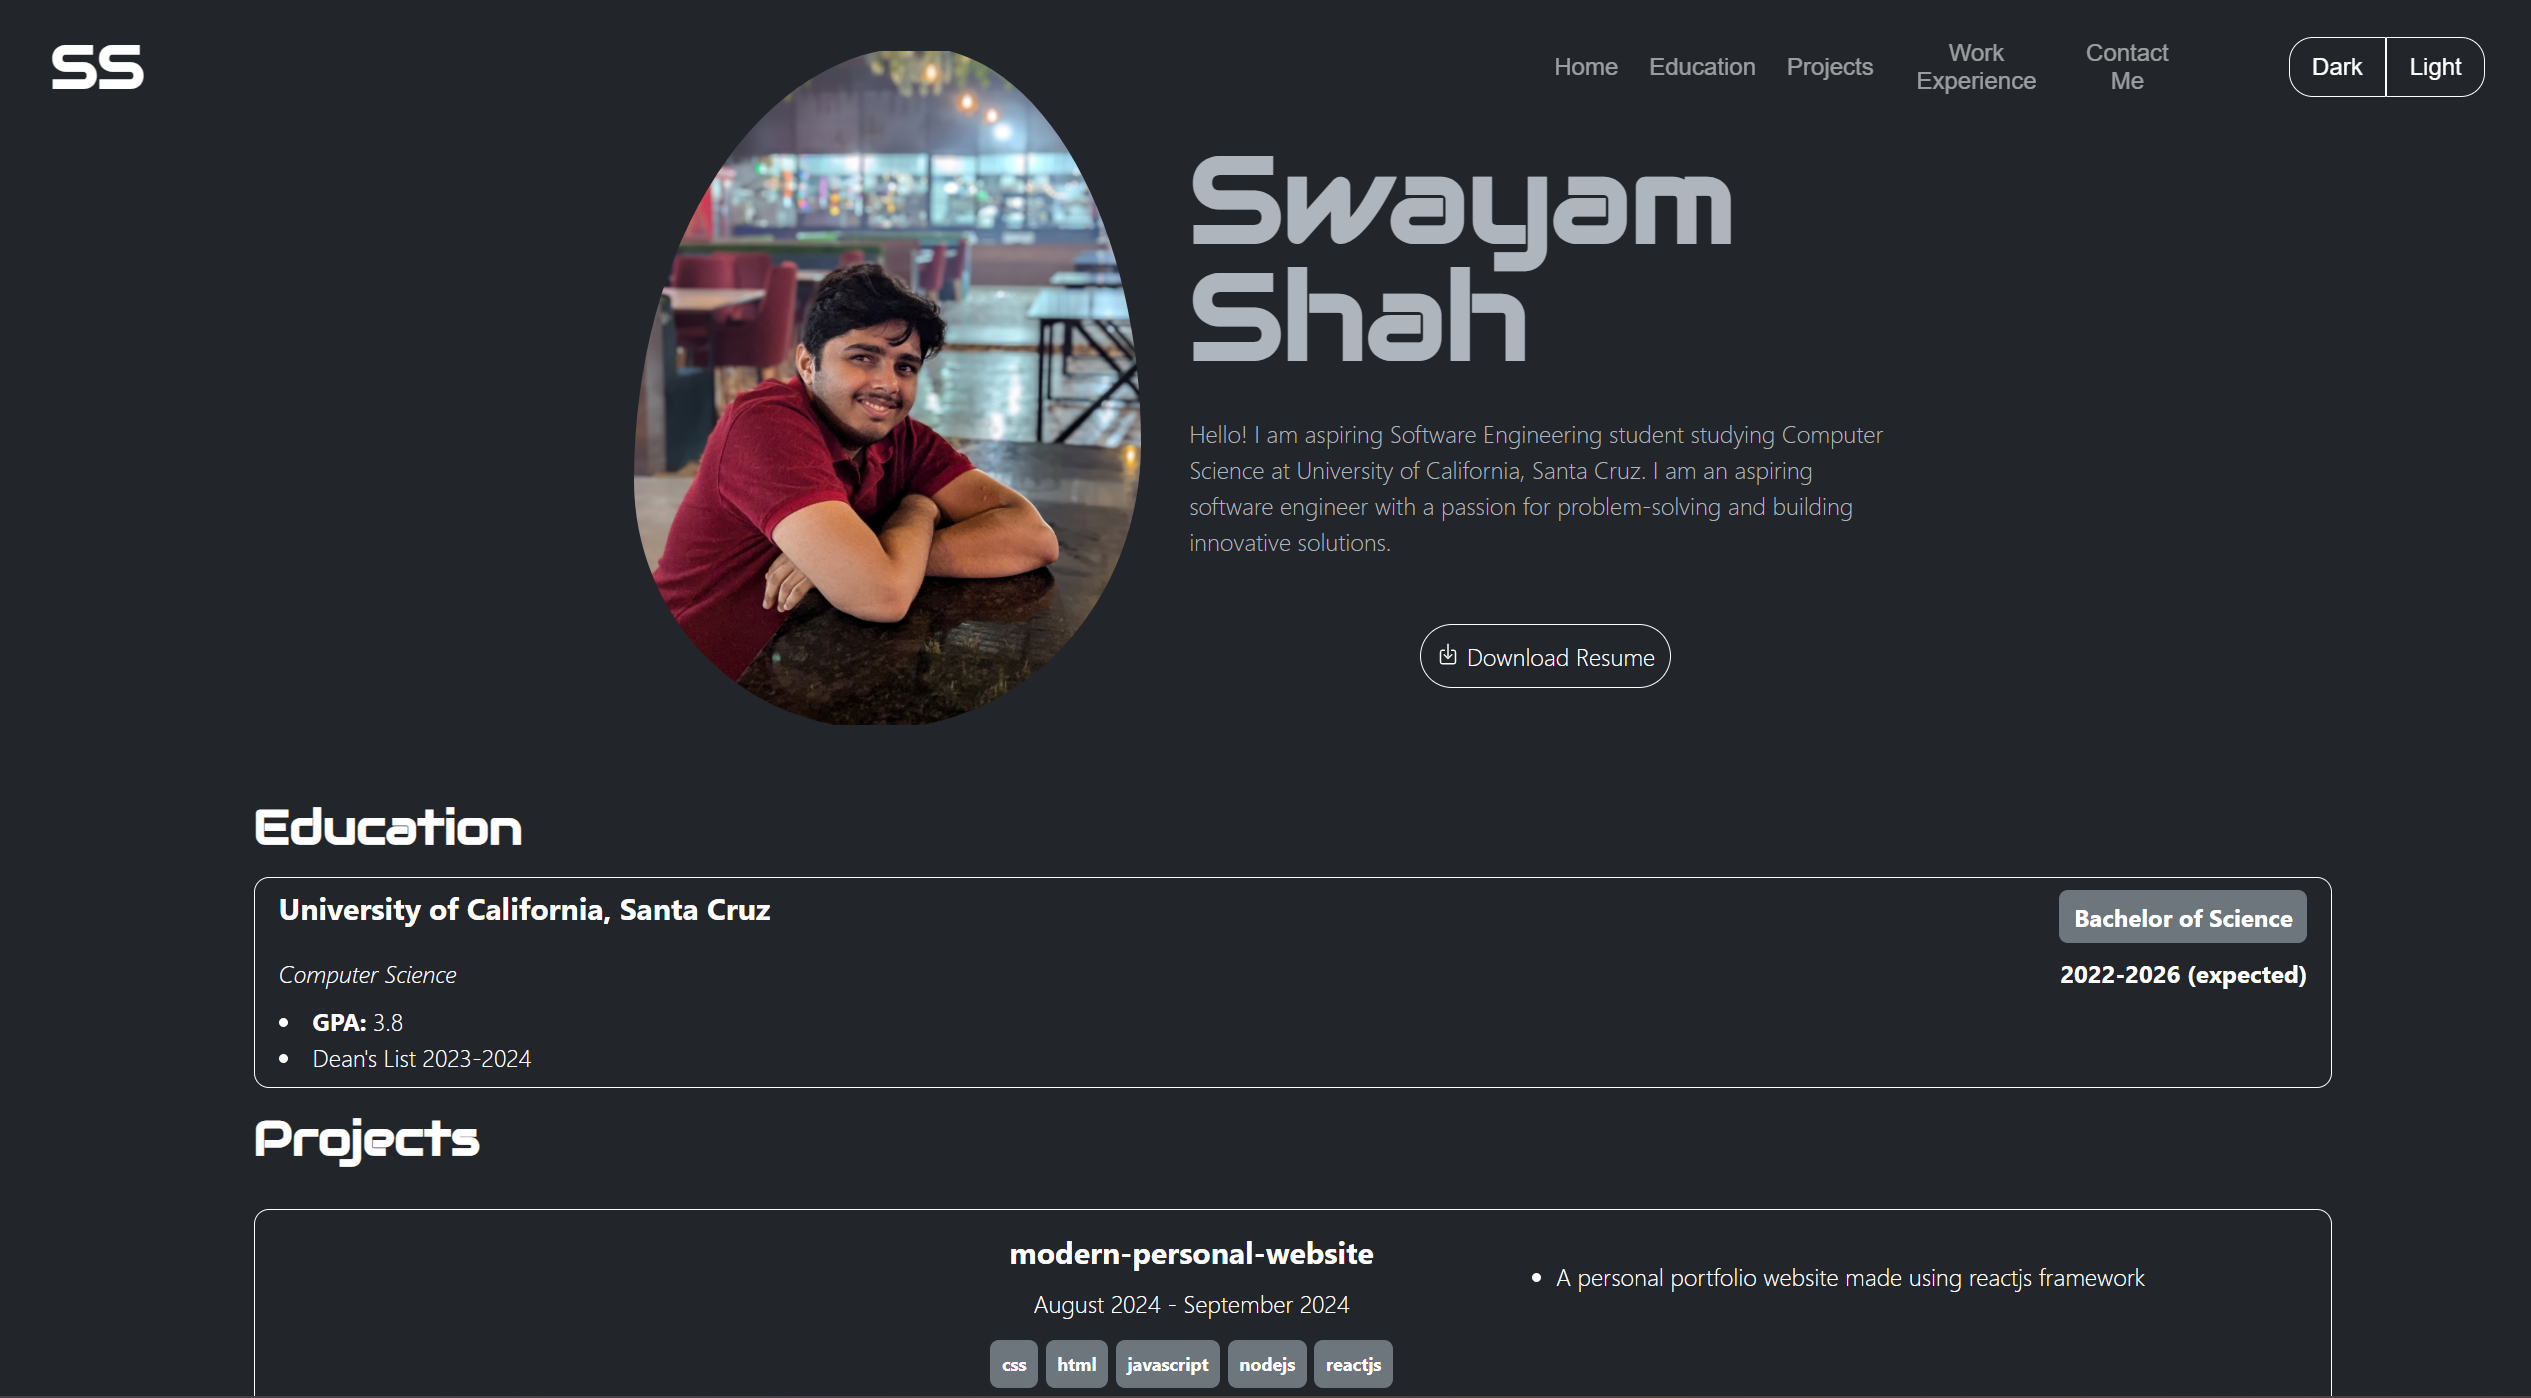 SS
Home Education Projects Work Experience Contact Me Dark Light
Swayam
Shah
Hello! I am aspiring Software Engineering student studying Computer
Science at University of California, Santa Cruz. I am an aspiring
software engineer with a passion for problem-solving and building
innovative solutions.
Download Resume
Education
University of California, Santa Cruz Bachelor of Science
Computer Science 2022-2026 (expected)
GPA: 3.8
Dean's List 2023-2024
Projects
modern-personal-website
August 2024 - September 2024
css html javascript nodejs reactjs
A personal portfolio website made using reactjs framework